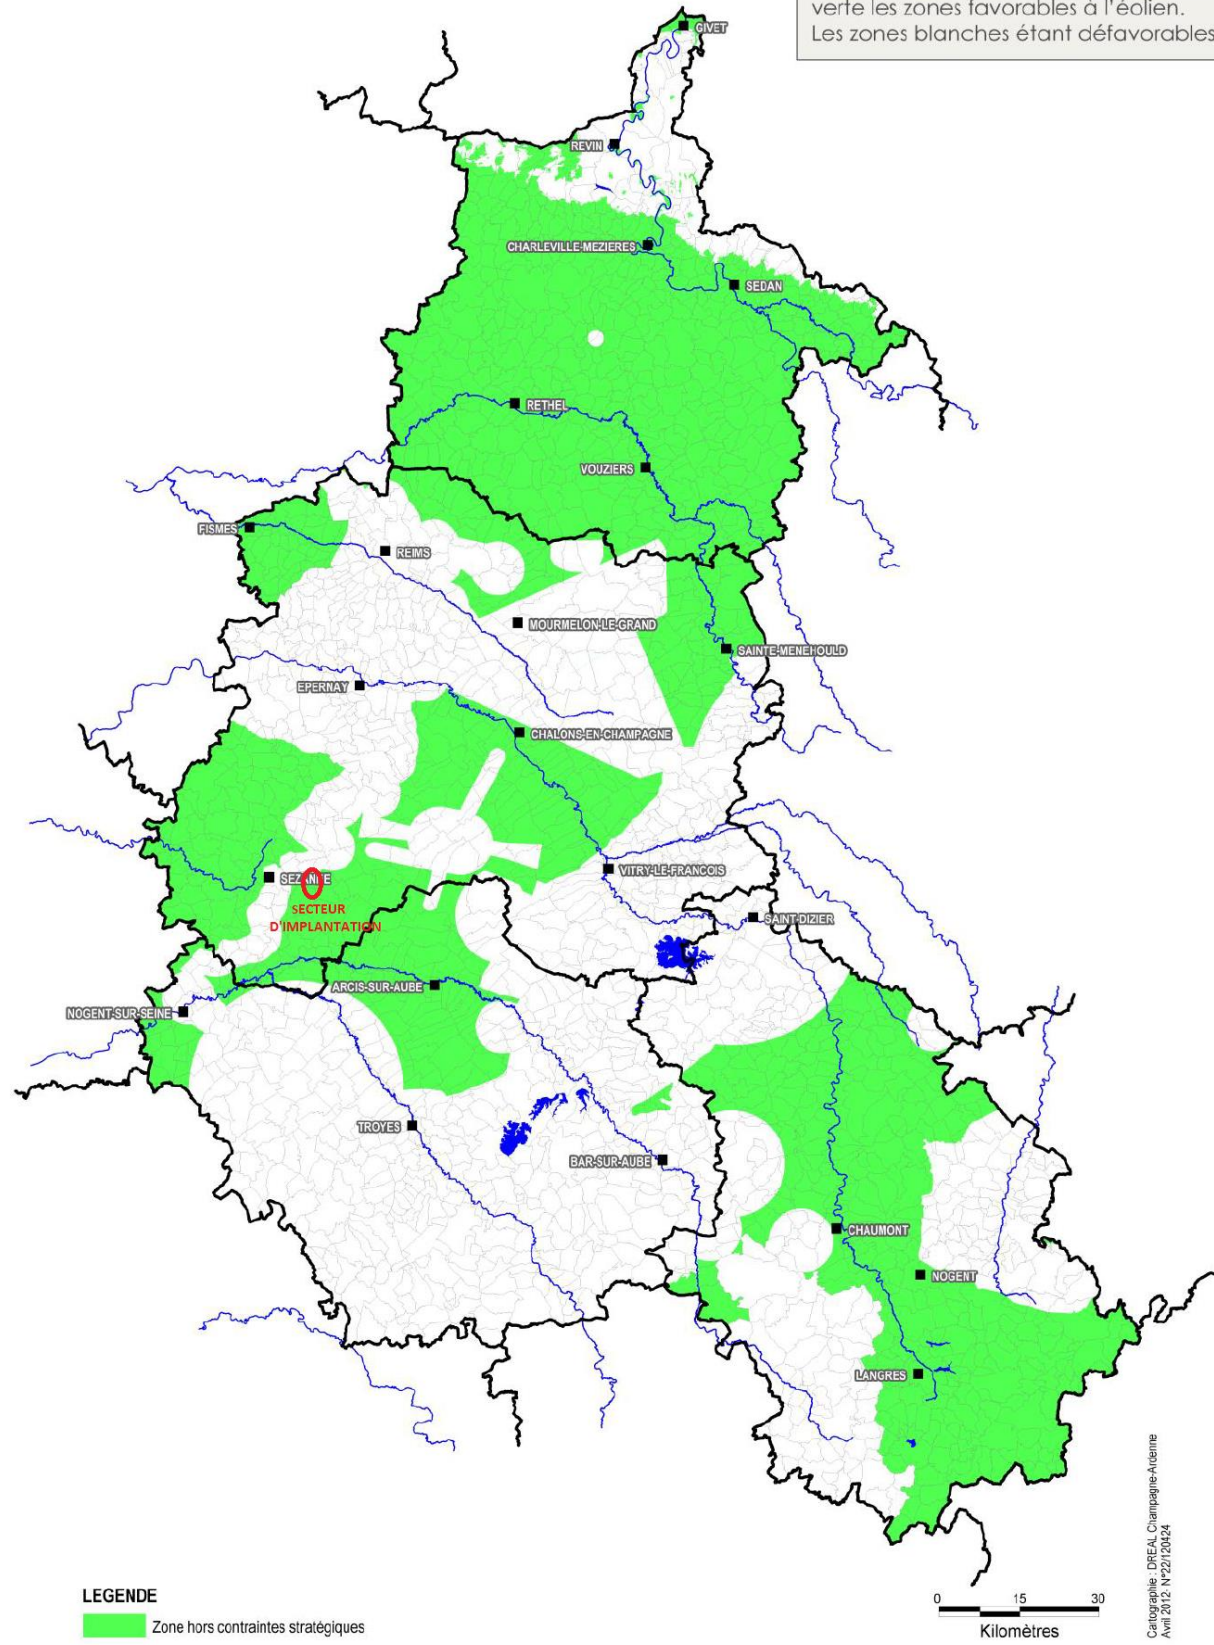 verte les zones favorables à l'éolien.
Les zones blanches étant défavorables
GIVET
REVIN
CHARLEVILLE-MEZIERES
SEDAN
RETHEL
VOUZIERS
FISMES
REIMS
MOURMELON-LE-GRAND
SAINTE-MENEHOULD
EPERNAY
CHALONS-EN-CHAMPAGNE
VITRY-LE-FRANCOIS
SEZANNE
SECTEUR
D'IMPLANTATION
SAINT-DIZIER
ARCIS-SUR-AUBE
NOGENT-SUR-SEINE
TROYES
BAR-SUR-AUBE
CHAUMONT
NOGENT
LANGRES
LEGENDE
Zone hors contraintes stratégiques
0 15 30
Kilomètres
Cartographie : DREAL Champagne-Ardenne
Avril 2012- N°22/120424